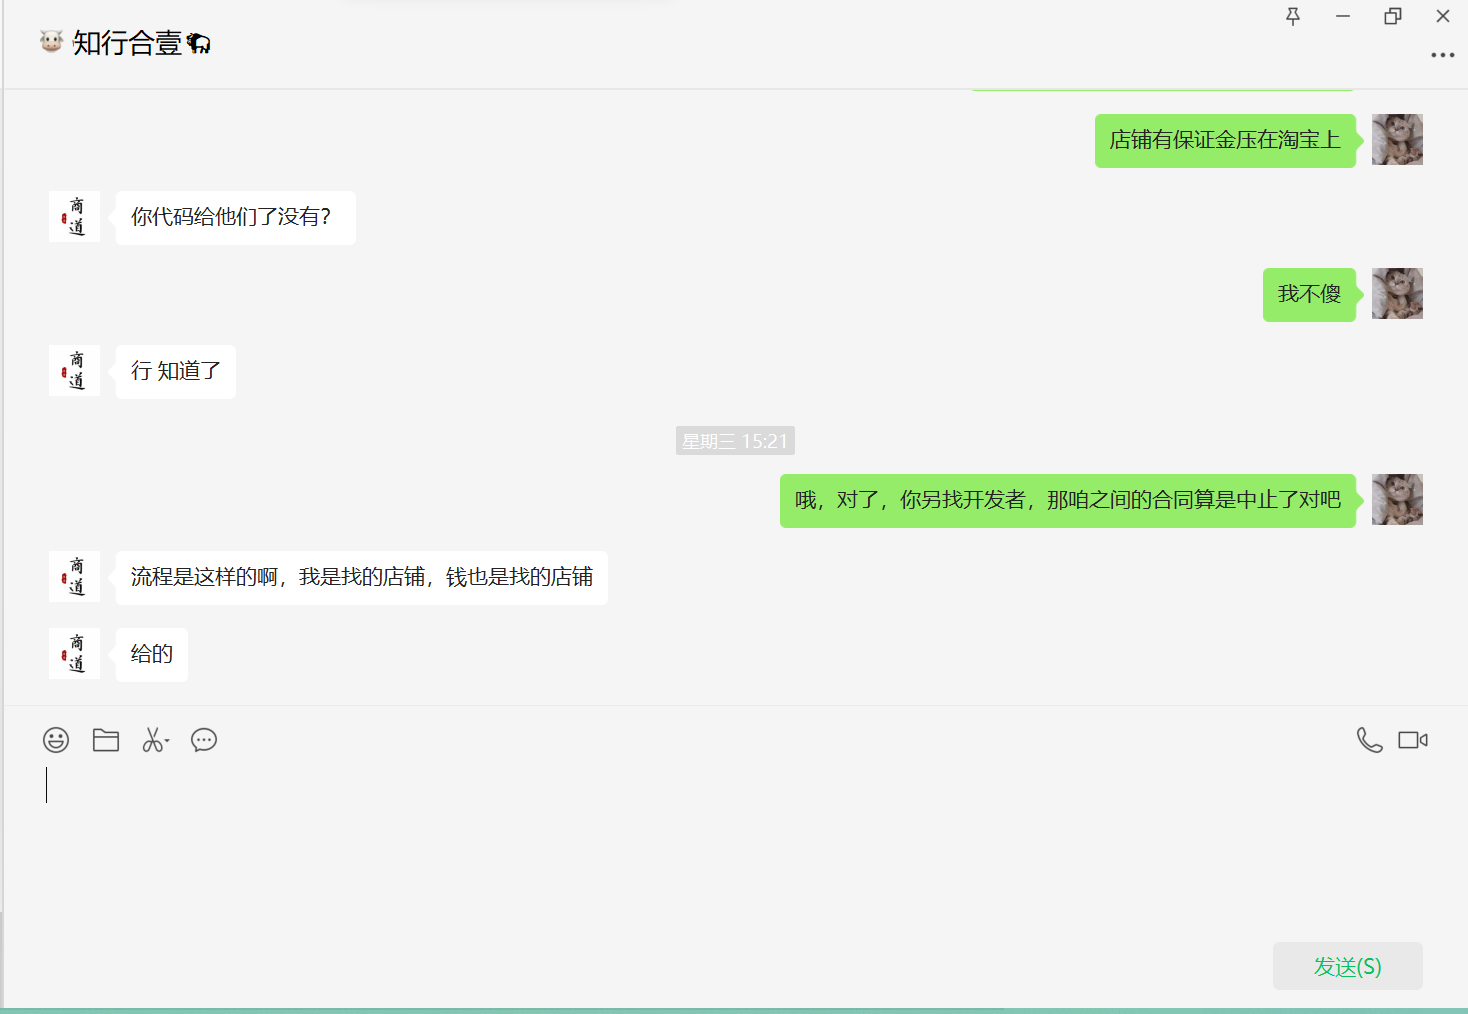 知行合壹
店铺有保证金压在淘宝上
商道
你代码给他们了没有？
我不傻
商道
行 知道了
星期三 15:21
哦，对了，你另找开发者，那咱之间的合同算是中止了对吧
商道
流程是这样的啊，我是找的店铺，钱也是找的店铺
商道
给的
发送(S)